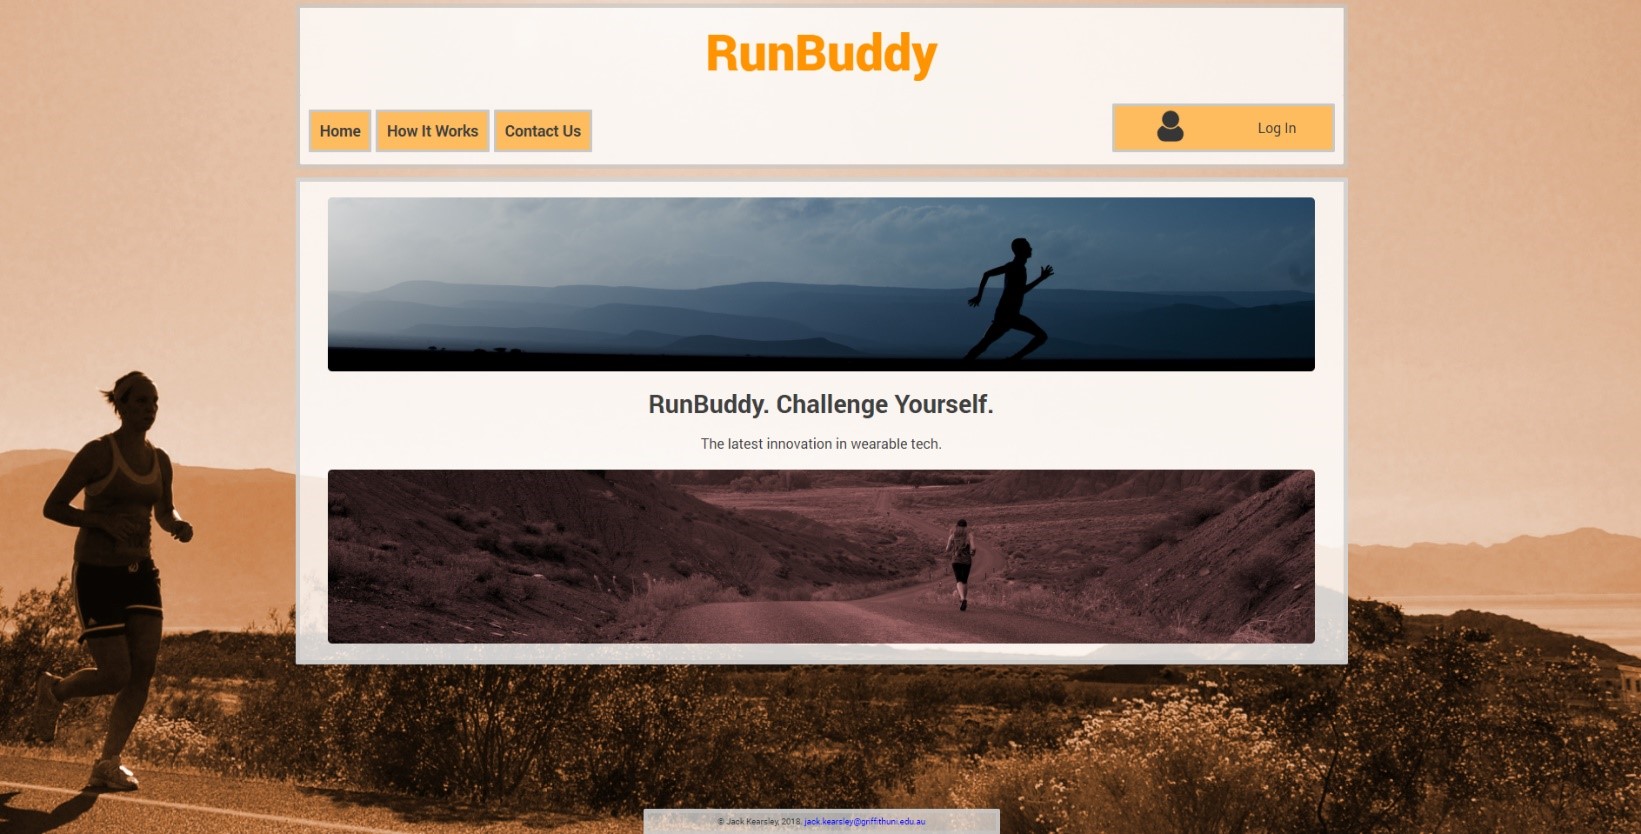 RunBuddy
Home
How It Works
Contact Us
Log In
RunBuddy. Challenge Yourself.
The latest innovation in wearable tech.
© Jack Kearsley, 2018. jack.kearsley@griffithuni.edu.au